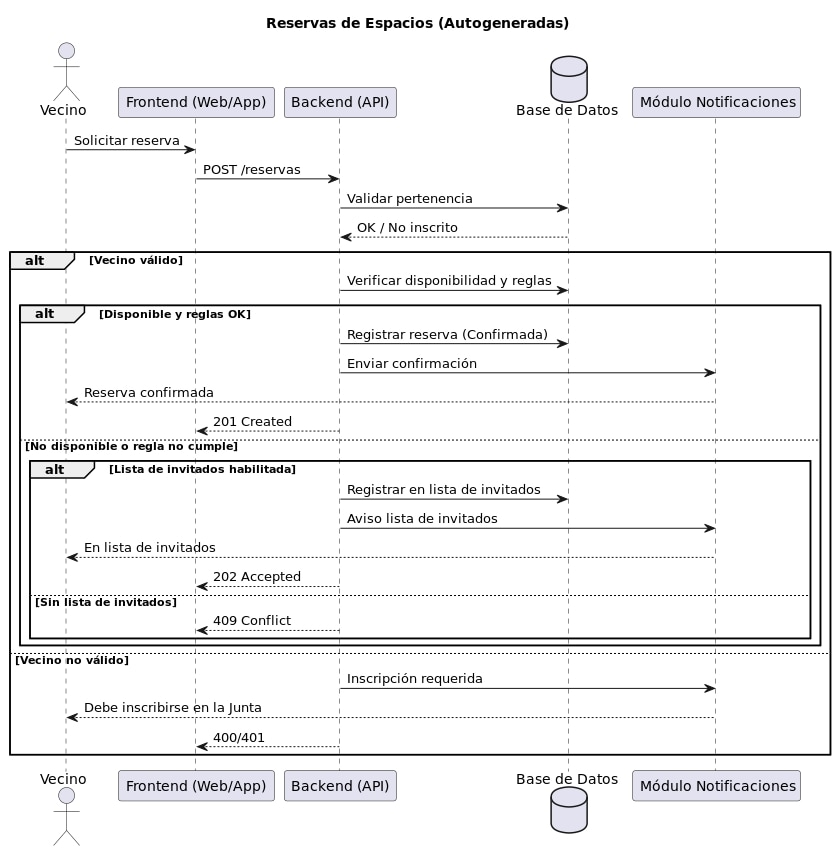 Reservas de Espacios (Autogeneradas)
Vecino
Frontend (Web/App)
Backend (API)
Base de Datos
Módulo Notificaciones
Solicitar reserva
POST /reservas
Validar pertenencia
OK / No inscrito
alt [Vecino válido]
Verificar disponibilidad y reglas
alt [Disponible y reglas OK]
Registrar reserva (Confirmada)
Enviar confirmación
Reserva confirmada
201 Created
[No disponible o regla no cumple]
alt [Lista de invitados habilitada]
Registrar en lista de invitados
Aviso lista de invitados
En lista de invitados
202 Accepted
[Sin lista de invitados]
409 Conflict
[Vecino no válido]
Inscripción requerida
Debe inscribirse en la Junta
400/401
Vecino
Frontend (Web/App)
Backend (API)
Base de Datos
Módulo Notificaciones